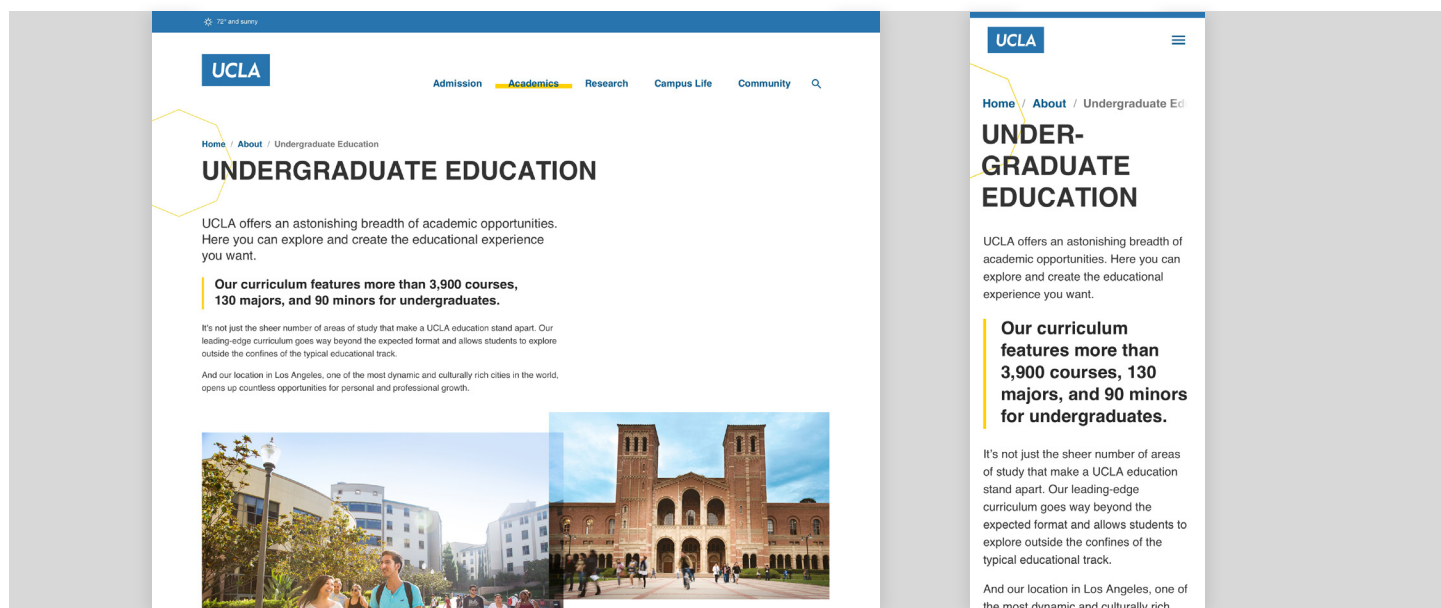 72° and sunny
UCLA
Admission Academics Research Campus Life Community
Home / About / Undergraduate Education
UNDERGRADUATE EDUCATION
UCLA offers an astonishing breadth of academic opportunities.
Here you can explore and create the educational experience
you want.
Our curriculum features more than 3,900 courses,
130 majors, and 90 minors for undergraduates.
It's not just the sheer number of areas of study that make a UCLA education stand apart. Our
leading-edge curriculum goes way beyond the expected format and allows students to explore
outside the confines of the typical educational track.
And our location in Los Angeles, one of the most dynamic and culturally rich cities in the world,
opens up countless opportunities for personal and professional growth.
UCLA
Home / About / Undergraduate Ed
UNDER-
GRADUATE
EDUCATION
UCLA offers an astonishing breadth of
academic opportunities. Here you can
explore and create the educational
experience you want.
Our curriculum
features more than
3,900 courses, 130
majors, and 90 minors
for undergraduates.
It's not just the sheer number of areas
of study that make a UCLA education
stand apart. Our leading-edge
curriculum goes way beyond the
expected format and allows students to
explore outside the confines of the
typical educational track.
And our location in Los Angeles, one of
the most dynamic and culturally rich